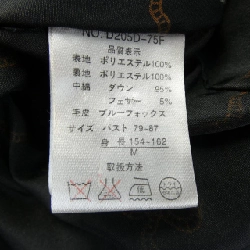 NO. D205D-75F
品質表示
表地 ポリエステル100%
裏地 ポリエステル100%
中綿 ダウン 95%
フェザー 5%
毛皮 ブルーフォックス
サイズ バスト 79-87
身長 154-162
M
取扱方法